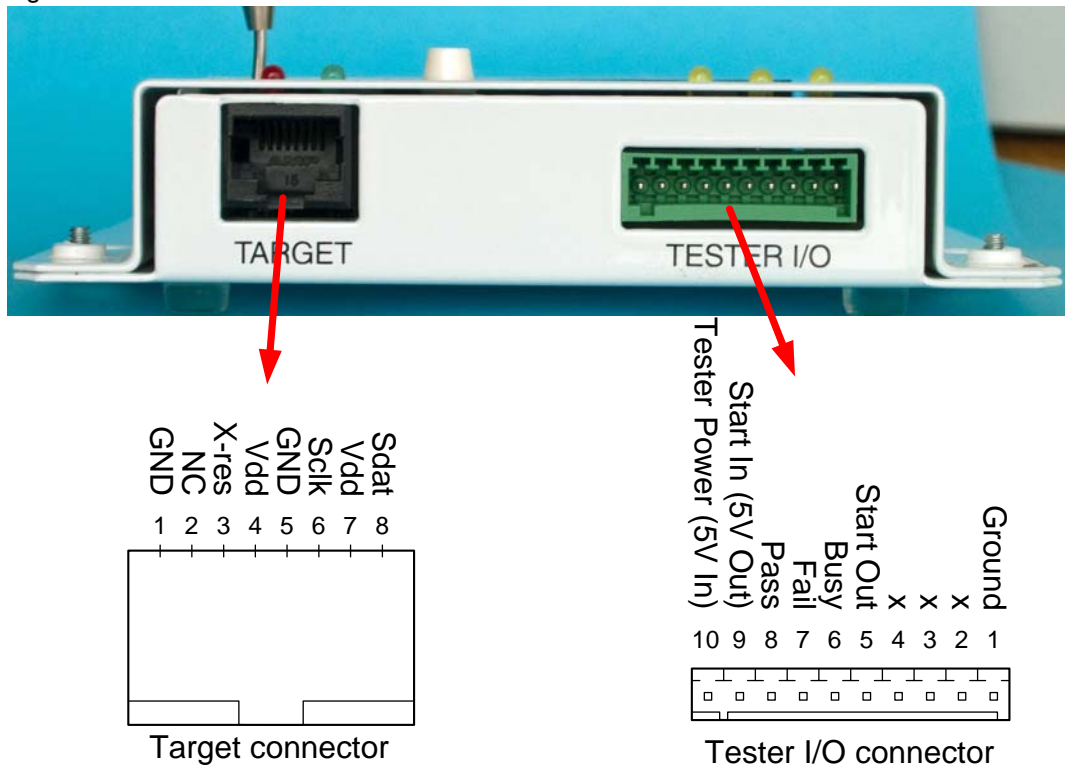 TARGET
TESTER I/O
GND
NC
X-res
Vdd
GND
Sclk
Vdd
Sdat
1 2 3 4 5 6 7 8
Target connector
Tester Power (5V In)
Start In (5V Out)
Pass
Fail
Busy
Start Out
x
x
x
Ground
10 9 8 7 6 5 4 3 2 1
Tester I/O connector